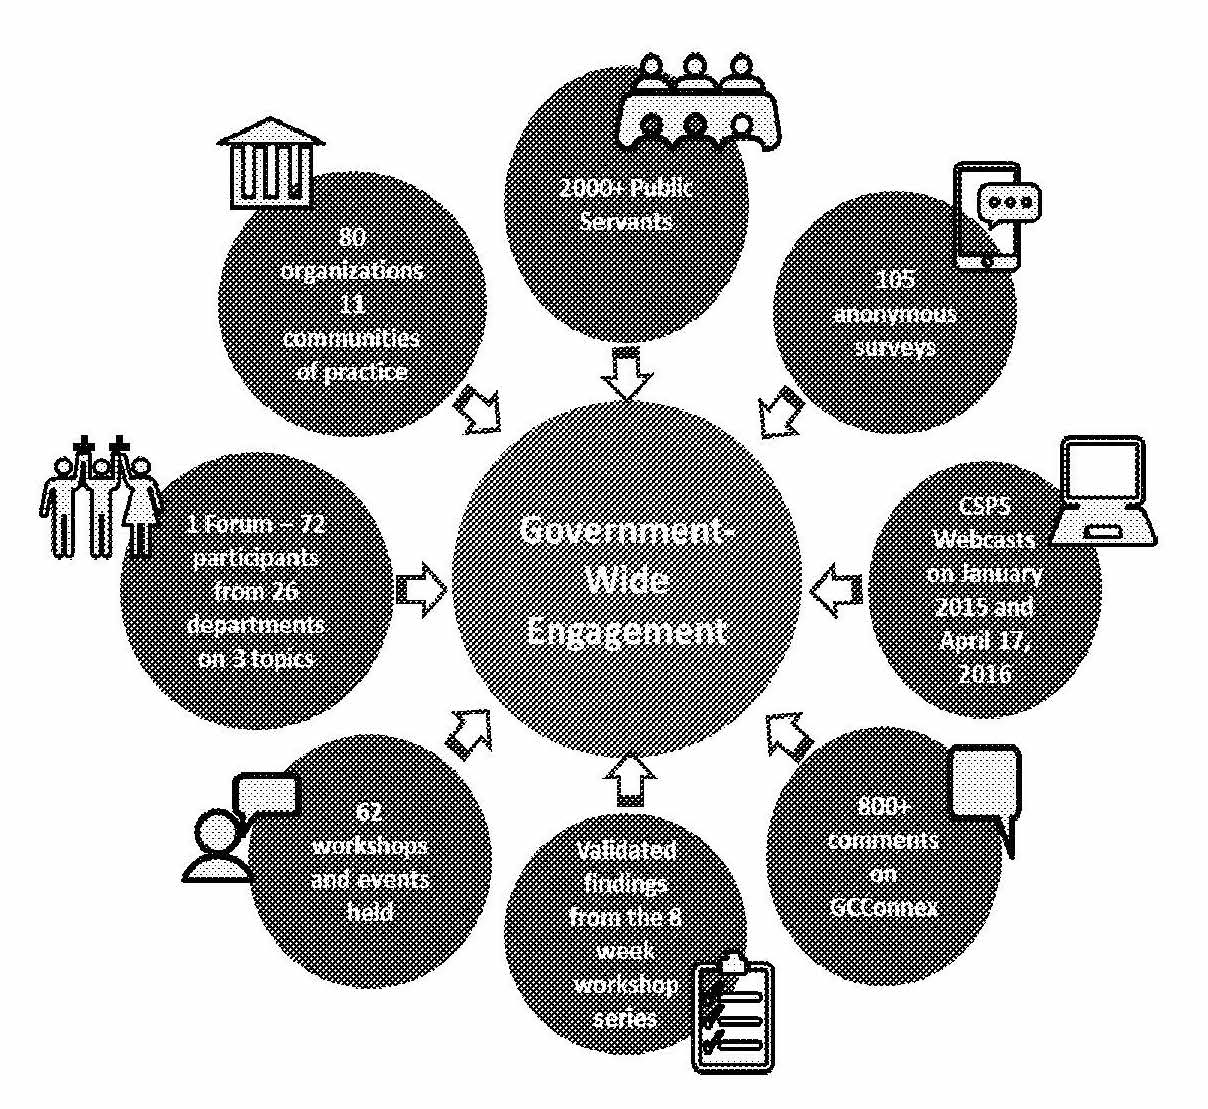 2000+ Public
Servants
105
anonymous
surveys
CSPS
Webcasts
on January
2015 and
April 17,
2016
800+
comments
on
GCConnex
Validated
findings
from the 8
week
workshop
series
62
workshops
and events
held
1 Forum – 72
participants
from 26
departments
on 3 topics
80
organizations
11
communities
of practice
Government-
Wide
Engagement